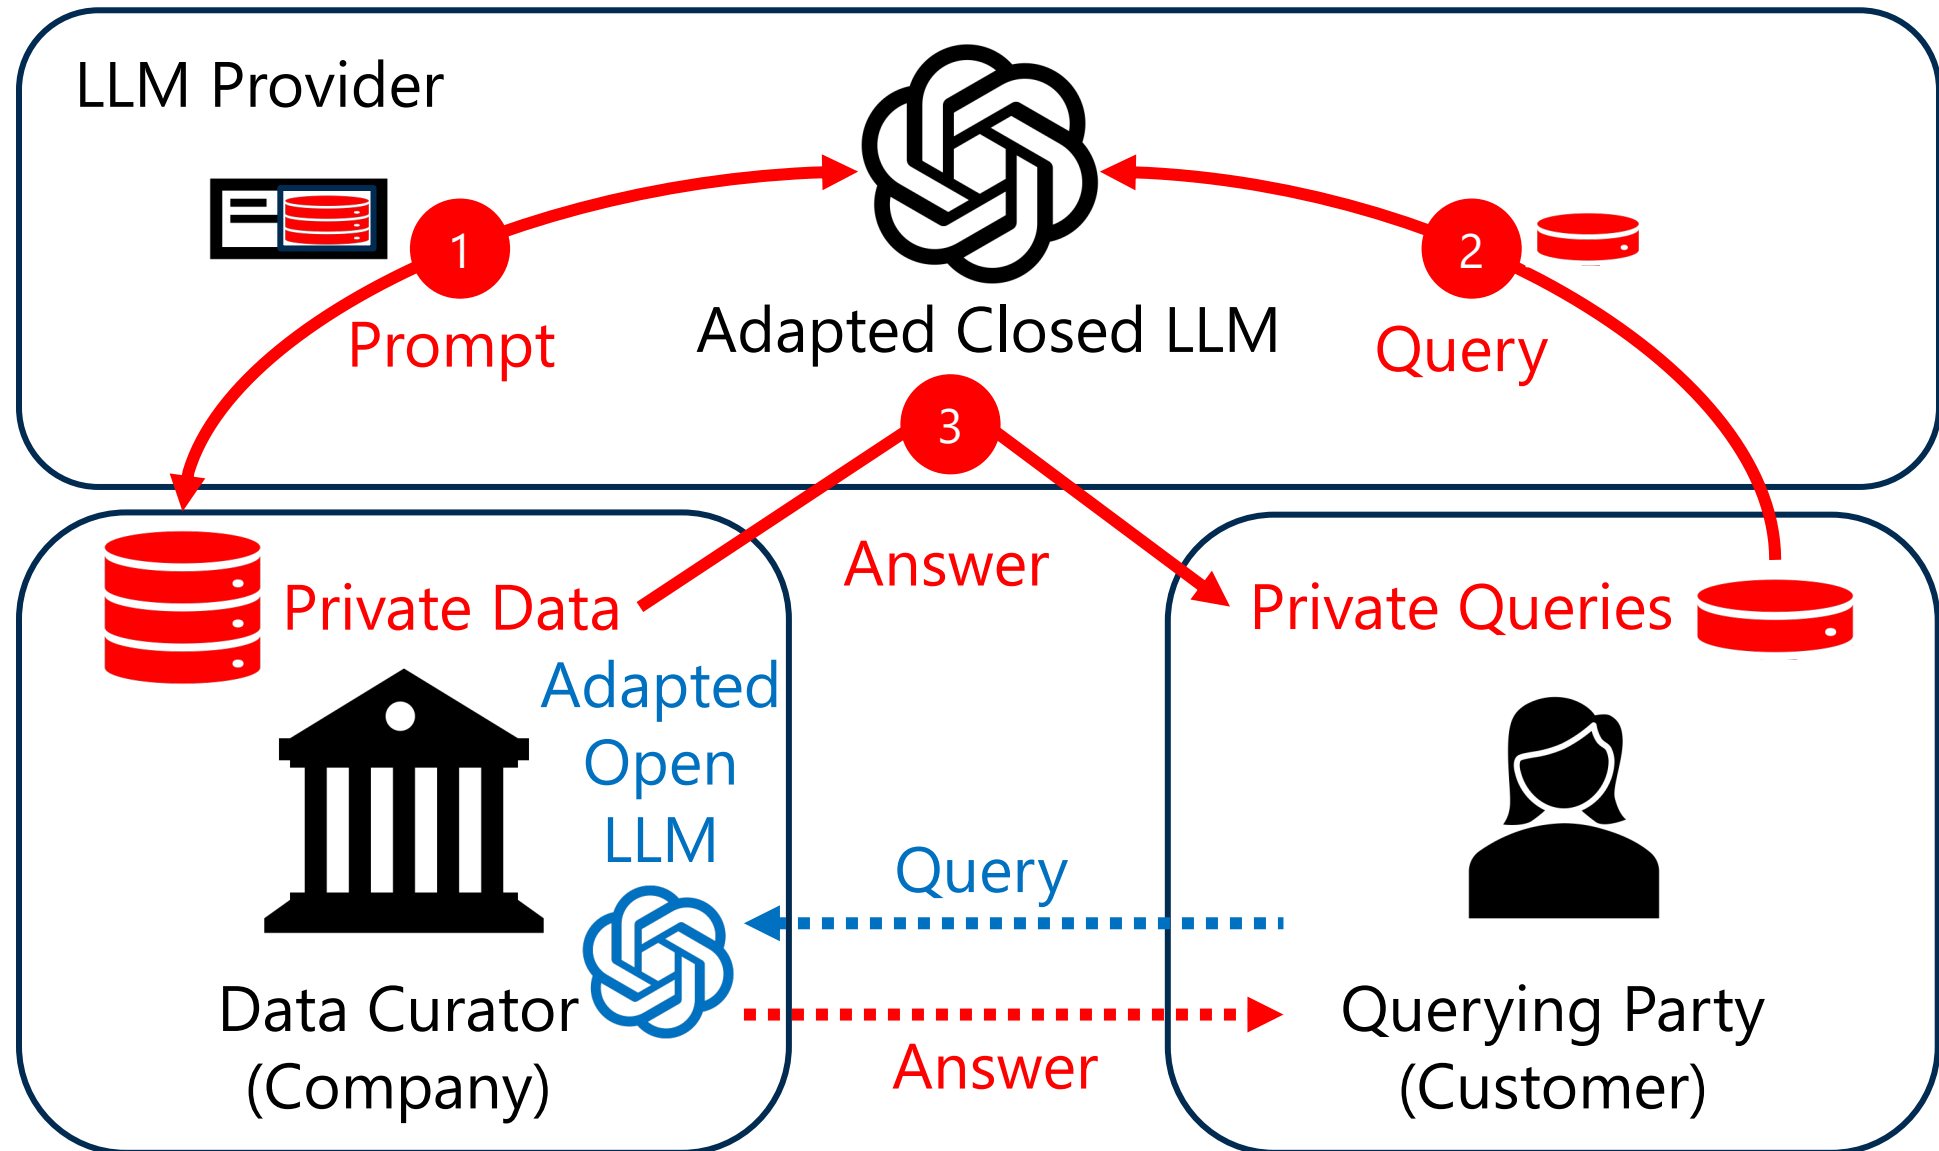 LLM Provider
1
Prompt
Adapted Closed LLM
2
Query
3
Answer
Private Data
Adapted
Open
LLM
Data Curator
(Company)
Query
Answer
Private Queries
Querying Party
(Customer)